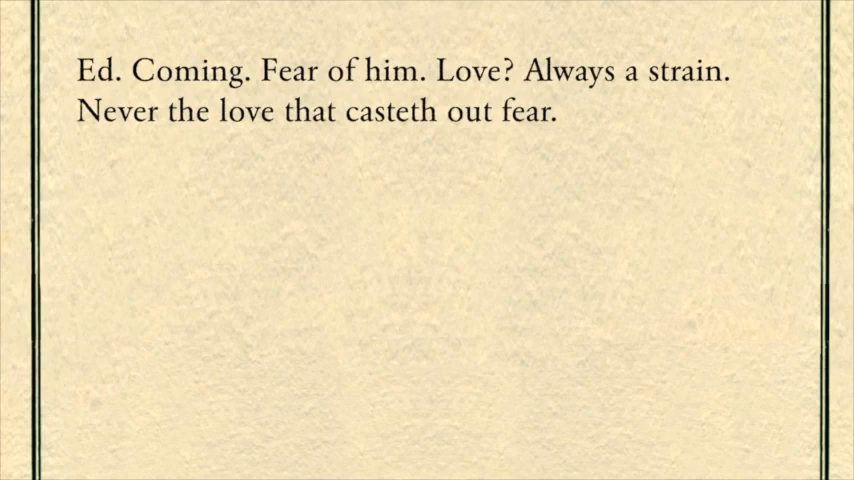 Ed. Coming. Fear of him. Love? Always a strain.
Never the love that casteth out fear.